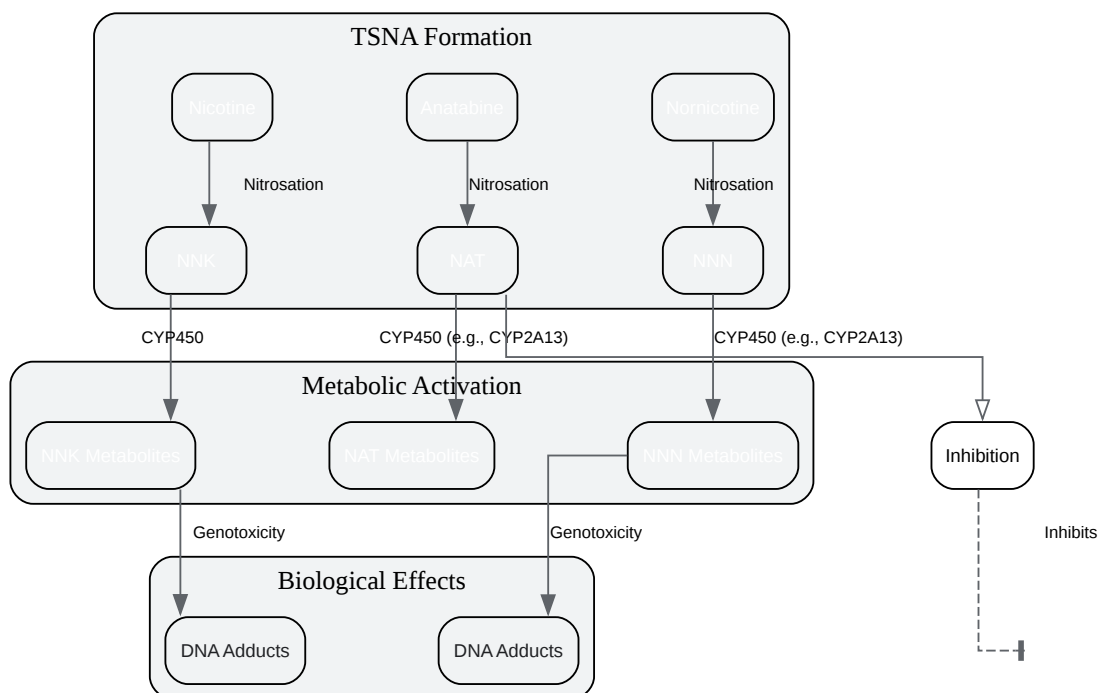 TSNA Formation
Nicotine
Anatabine
Nornicotine
Nitrosation
Nitrosation
Nitrosation
NNK
NAT
NNN
CYP450
CYP450 (e.g., CYP2A13)
CYP450 (e.g., CYP2A13)
Metabolic Activation
NNK Metabolites
NAT Metabolites
NNN Metabolites
Inhibition
Genotoxicity
Genotoxicity
Inhibits
Biological Effects
DNA Adducts
DNA Adducts